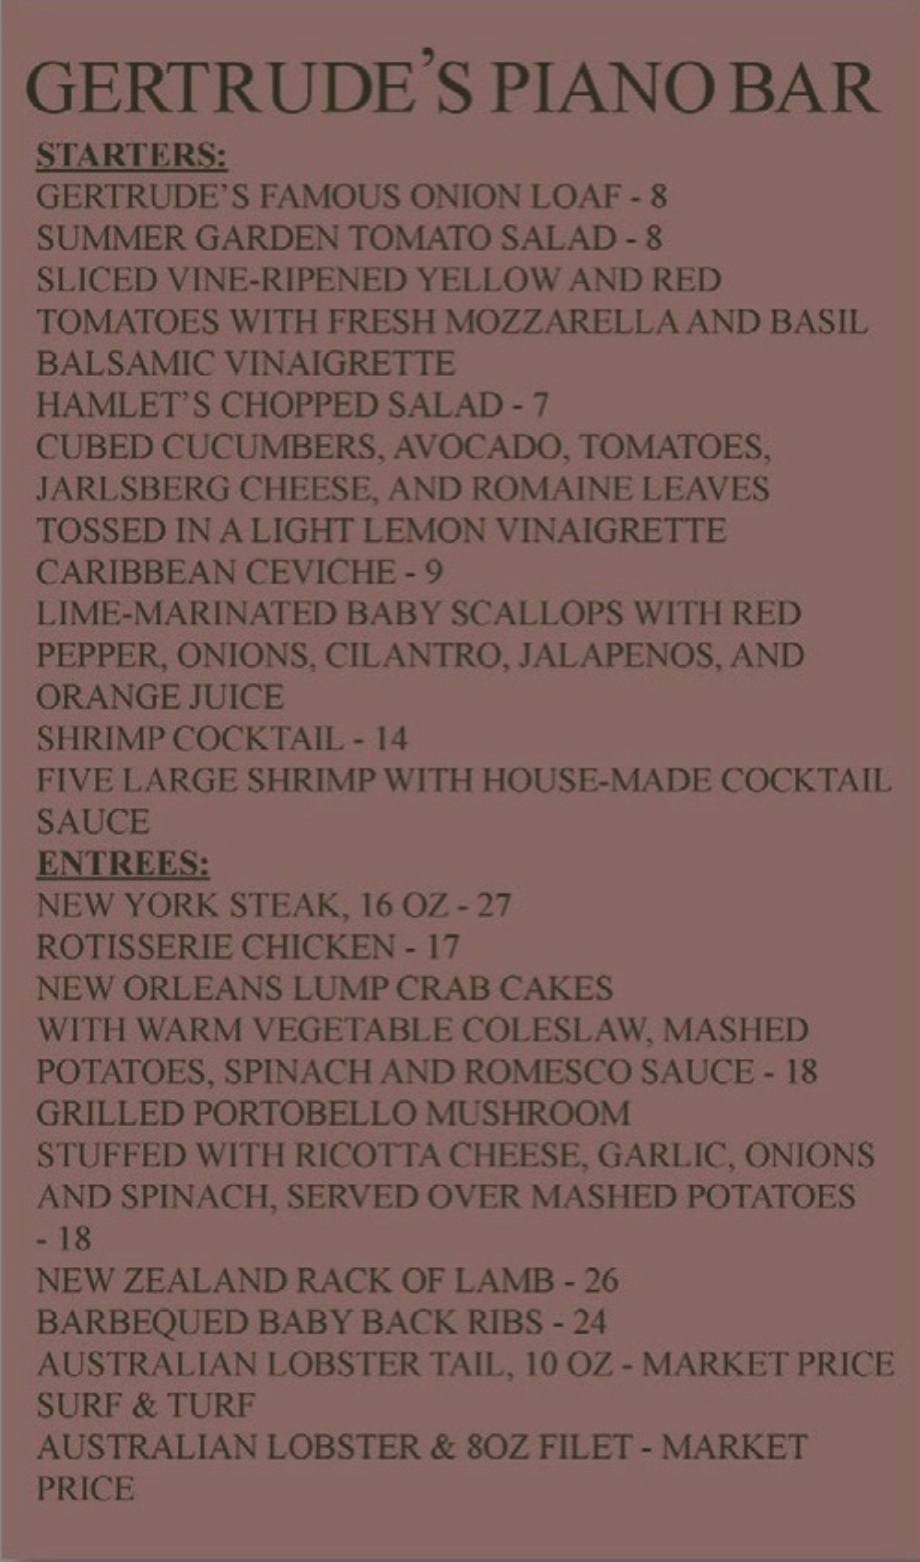 GERTRUDE’S PIANO BAR
STARTERS:
GERTRUDE’S FAMOUS ONION LOAF - 8
SUMMER GARDEN TOMATO SALAD - 8
SLICED VINE-RIPENED YELLOW AND RED
TOMATOES WITH FRESH MOZZARELLA AND BASIL
BALSAMIC VINAIGRETTE
HAMLET’S CHOPPED SALAD - 7
CUBED CUCUMBERS, AVOCADO, TOMATOES,
JARLSBERG CHEESE, AND ROMAINE LEAVES
TOSSED IN A LIGHT LEMON VINAIGRETTE
CARIBBEAN CEVICHE - 9
LIME-MARINATED BABY SCALLOPS WITH RED
PEPPER, ONIONS, CILANTRO, JALAPENOS, AND
ORANGE JUICE
SHRIMP COCKTAIL - 14
FIVE LARGE SHRIMP WITH HOUSE-MADE COCKTAIL
SAUCE
ENTREES:
NEW YORK STEAK, 16 OZ - 27
ROTISSERIE CHICKEN - 17
NEW ORLEANS LUMP CRAB CAKES
WITH WARM VEGETABLE COLESLAW, MASHED
POTATOES, SPINACH AND ROMESCO SAUCE - 18
GRILLED PORTOBELLO MUSHROOM
STUFFED WITH RICOTTA CHEESE, GARLIC, ONIONS
AND SPINACH, SERVED OVER MASHED POTATOES
- 18
NEW ZEALAND RACK OF LAMB - 26
BARBEQUED BABY BACK RIBS - 24
AUSTRALIAN LOBSTER TAIL, 10 OZ - MARKET PRICE
SURF & TURF
AUSTRALIAN LOBSTER & 8OZ FILET - MARKET
PRICE